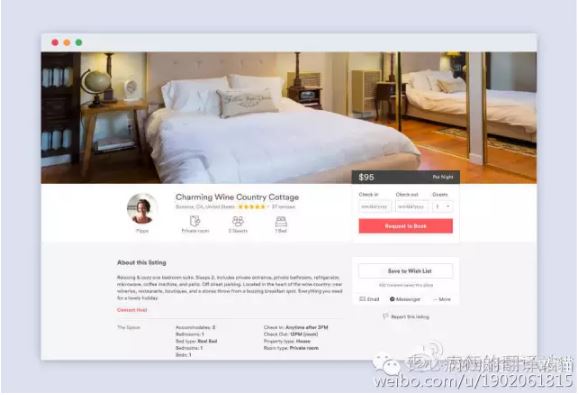 $95 Per Night
Check in Check out Guests
mm/dd/yyyy mm/dd/yyyy 1
Request to Book
Charming Wine Country Cottage
Sonoma, CA, United States
Pippa
Private room 2 Guests 1 Bed
About this listing
Relaxing & cozy one bedroom suite. Sleeps 2. Includes private entrance, private bathroom, refrigerator,
microwave, coffee machine, and patio. Off street parking. Located in the heart of the wine country, near
wineries, restaurants, boutiques, and a stones throw from a buzzing breakfast spot. Everything you need
for a lovely holiday
Contact Host
The Space
Accommodates: 2
Bathrooms: 1
Bed type: Real Bed
Bedrooms: 1
Beds: 1
Check In: Anytime after 3PM
Check Out: 12PM (noon)
Property type: House
Room type: Private room
Save to Wish List
Email Messenger More
Report this listing
的翻译
weibo.com/u/1902061815